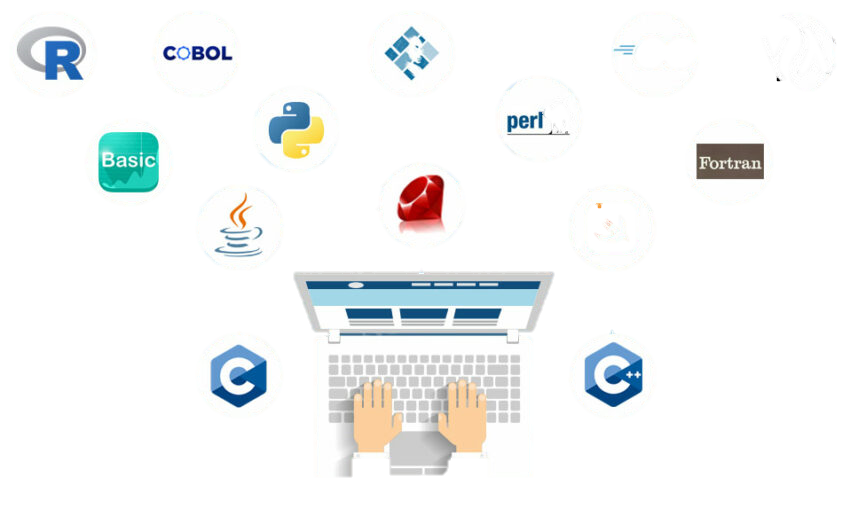 R
COBOL
perl
Basic
Fortran
C
C++